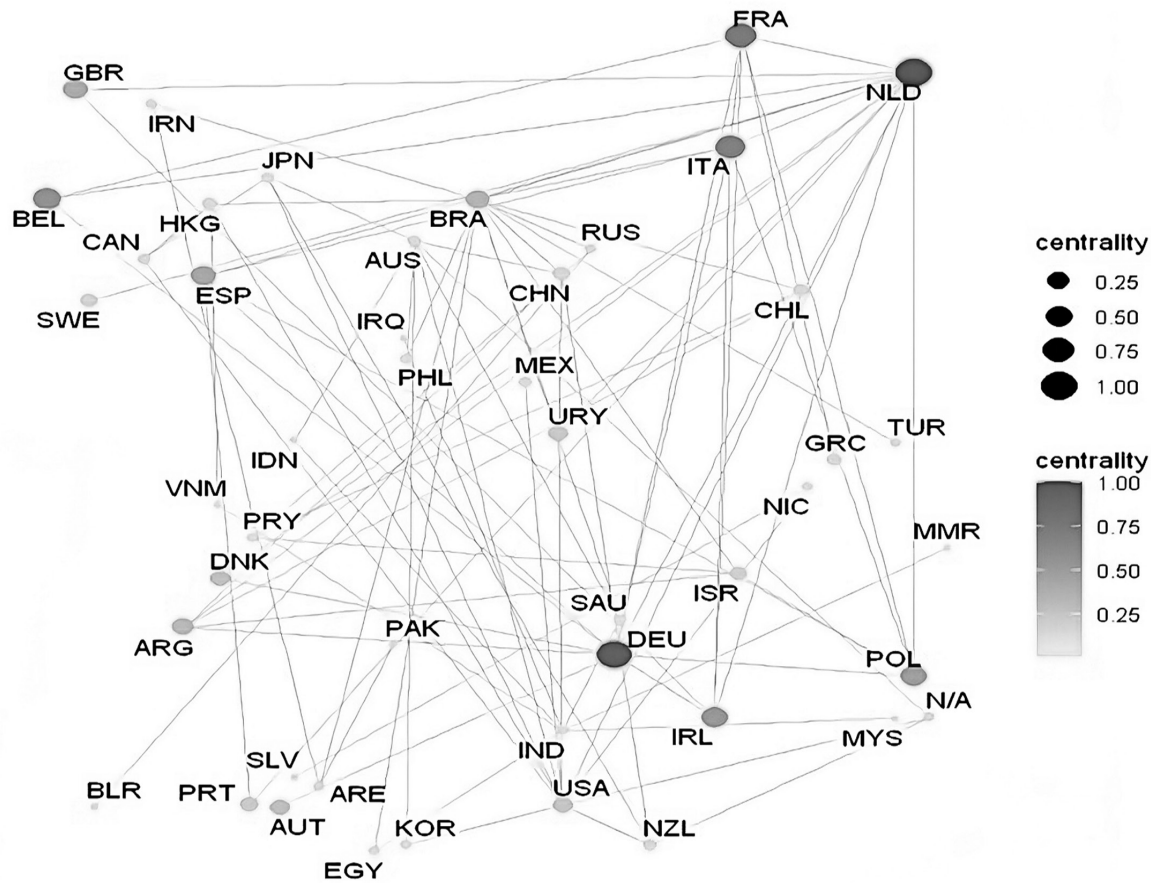 FRA
GBR
NLD
IRN
JPN
ITA
BEL
HKG
BRA
CAN
RUS
AUS
ESP
CHN
CHL
SWE
IRQ
PHL
MEX
URY
TUR
GRC
IDN
VNM
NIC
PRY
MMR
DNK
ISR
SAU
PAK
DEU
ARG
POL
N/A
IRL
MYS
IND
SLV
BLR
PRT
ARE
USA
AUT
KOR
NZL
EGY
centrality
0.25
0.50
0.75
1.00
centrality
1.00
0.75
0.50
0.25